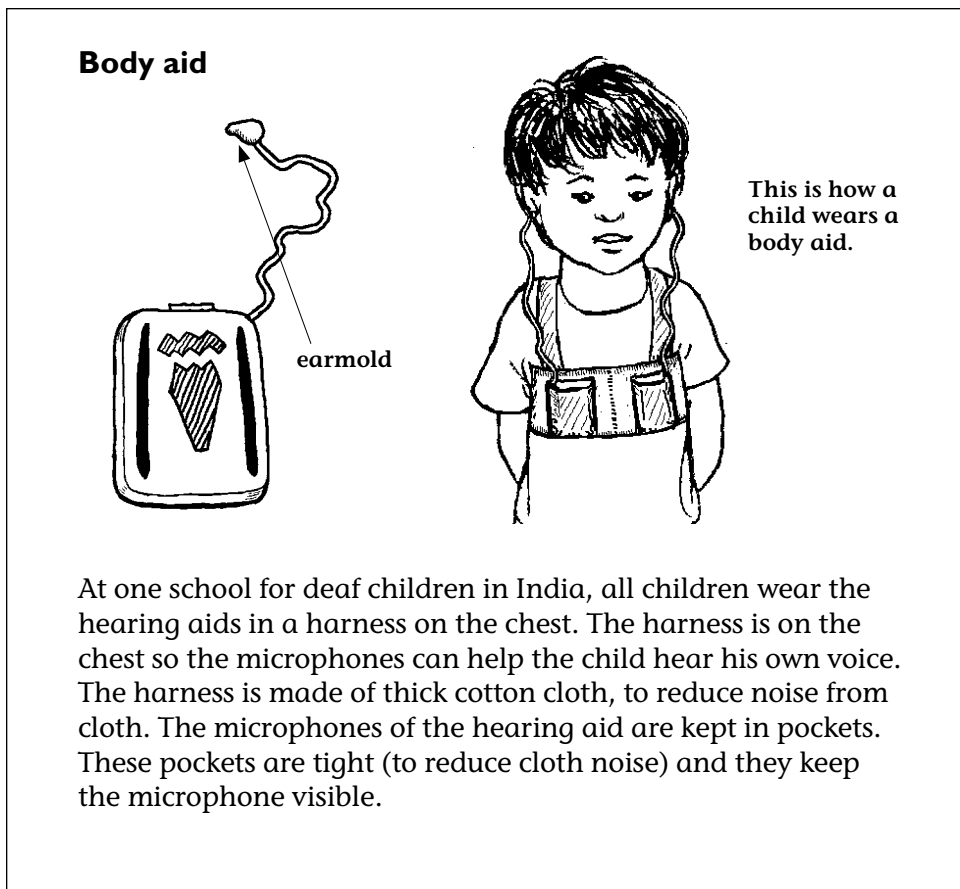 Body aid
earmold
This is how a
child wears a
body aid.
At one school for deaf children in India, all children wear the
hearing aids in a harness on the chest. The harness is on the
chest so the microphones can help the child hear his own voice.
The harness is made of thick cotton cloth, to reduce noise from
cloth. The microphones of the hearing aid are kept in pockets.
These pockets are tight (to reduce cloth noise) and they keep
the microphone visible.